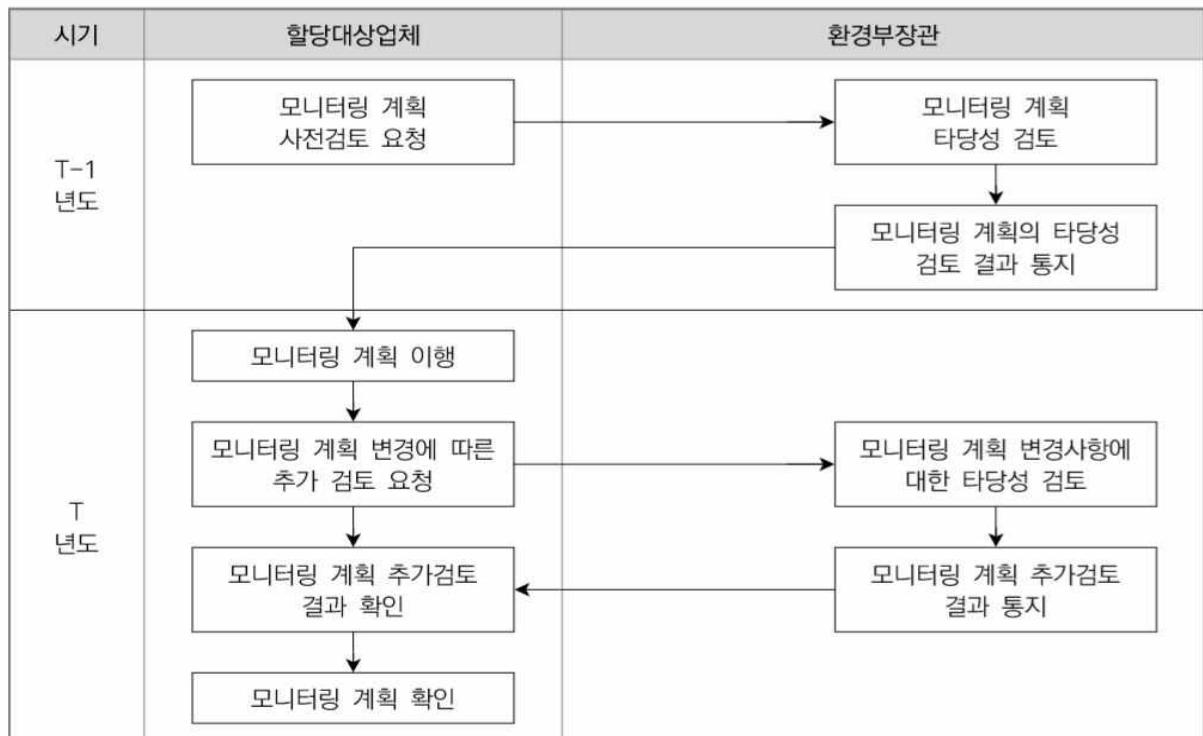 시기
할당대상업체
환경부장관
T-1
년도
모니터링 계획
사전검토 요청
모니터링 계획
타당성 검토
모니터링 계획의 타당성
검토 결과 통지
T
년도
모니터링 계획 이행
모니터링 계획 변경에 따른
추가 검토 요청
모니터링 계획 변경사항에
대한 타당성 검토
모니터링 계획 추가검토
결과 통지
모니터링 계획 추가검토
결과 확인
모니터링 계획 확인